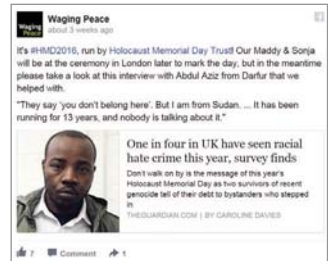 Waging Peace
about 3 weeks ago
It's #HMD2016, run by Holocaust Memorial Day Trust! Our Maddy & Sonja
will be at the ceremony in London later to mark the day, but in the meantime
please take a look at this interview with Abdul Aziz from Darfur that we
helped with.
"They say 'you don't belong here'. But I am from Sudan. ... It has been
running for 13 years, and nobody is talking about it."
One in four in UK have seen racial
hate crime this year, survey finds
Don't walk on by is the message of this year's
Holocaust Memorial Day as two survivors of recent
genocide tell of their debt to bystanders who stepped
in
THEGUARDIAN.COM | BY CAROLINE DAVIES
7 Comment 1